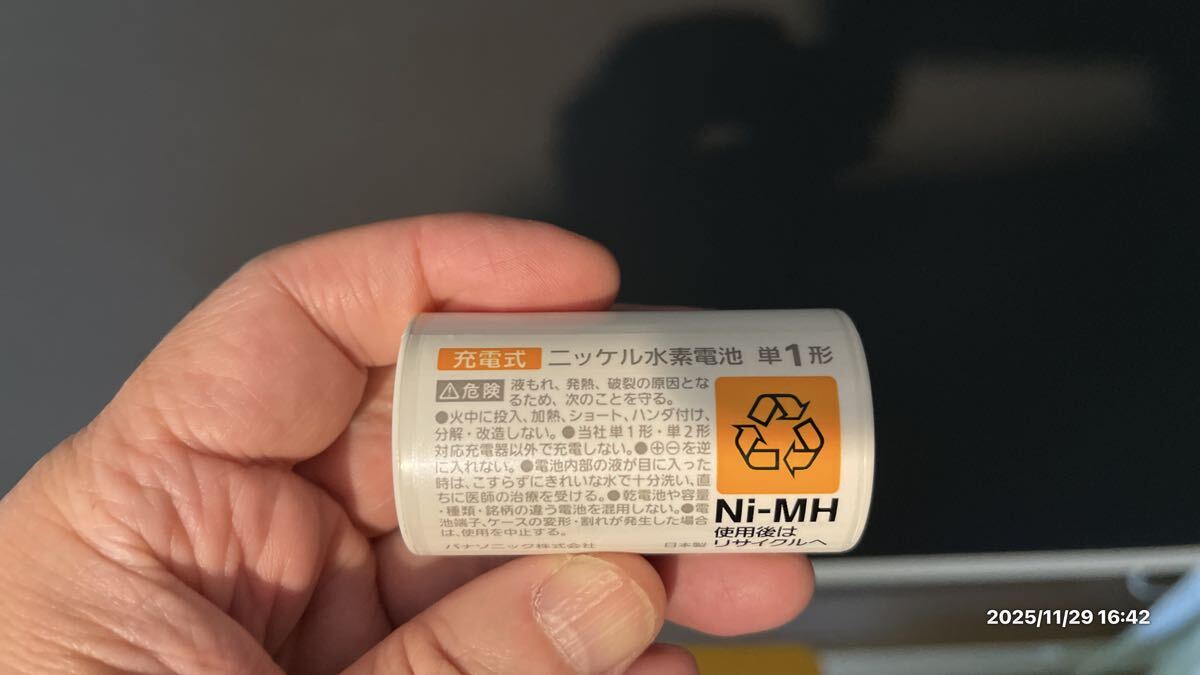 充電式 ニッケル水素電池 単1形
⚠危険 液もれ、発熱、破裂の原因とな
るため、次のことを守る。
●火中に投入、加熱、ショート、ハンダ付け、
分解・改造しない。●当社単1形・単2形
対応充電器以外で充電しない。●⊕⊖を逆
に入れない。●電池内部の液が目に入った
時は、こすらずにきれいな水で十分洗い、直
ちに医師の治療を受ける。●乾電池や容量
・種類・銘柄の違う電池を混用しない。●電
池端子、ケースの変形・割れが発生した場合
は、使用を中止する。
パナソニック株式会社 日本製
Ni-MH
使用後は
リサイクルへ
2025/11/29 16:42